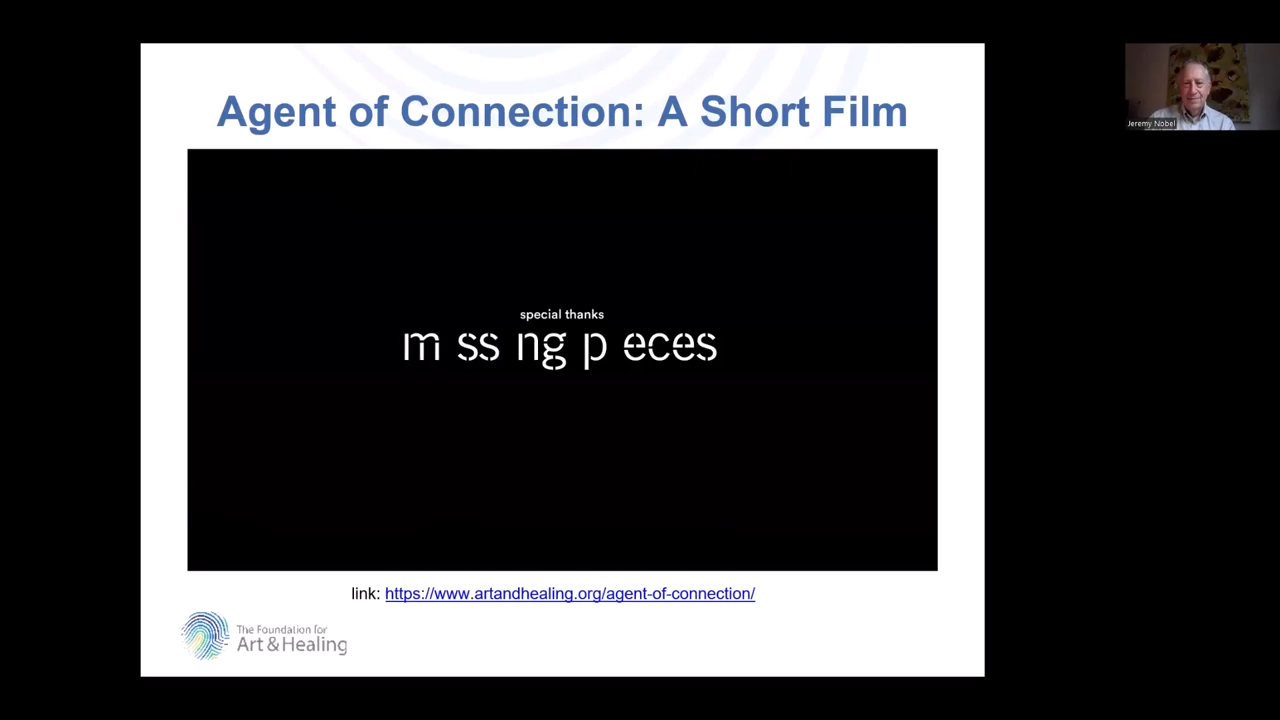 Agent of Connection: A Short Film
Jeremy Nobel
special thanks
m ss ng p eces
link: https://www.artandhealing.org/agent-of-connection/
The Foundation for
Art & Healing